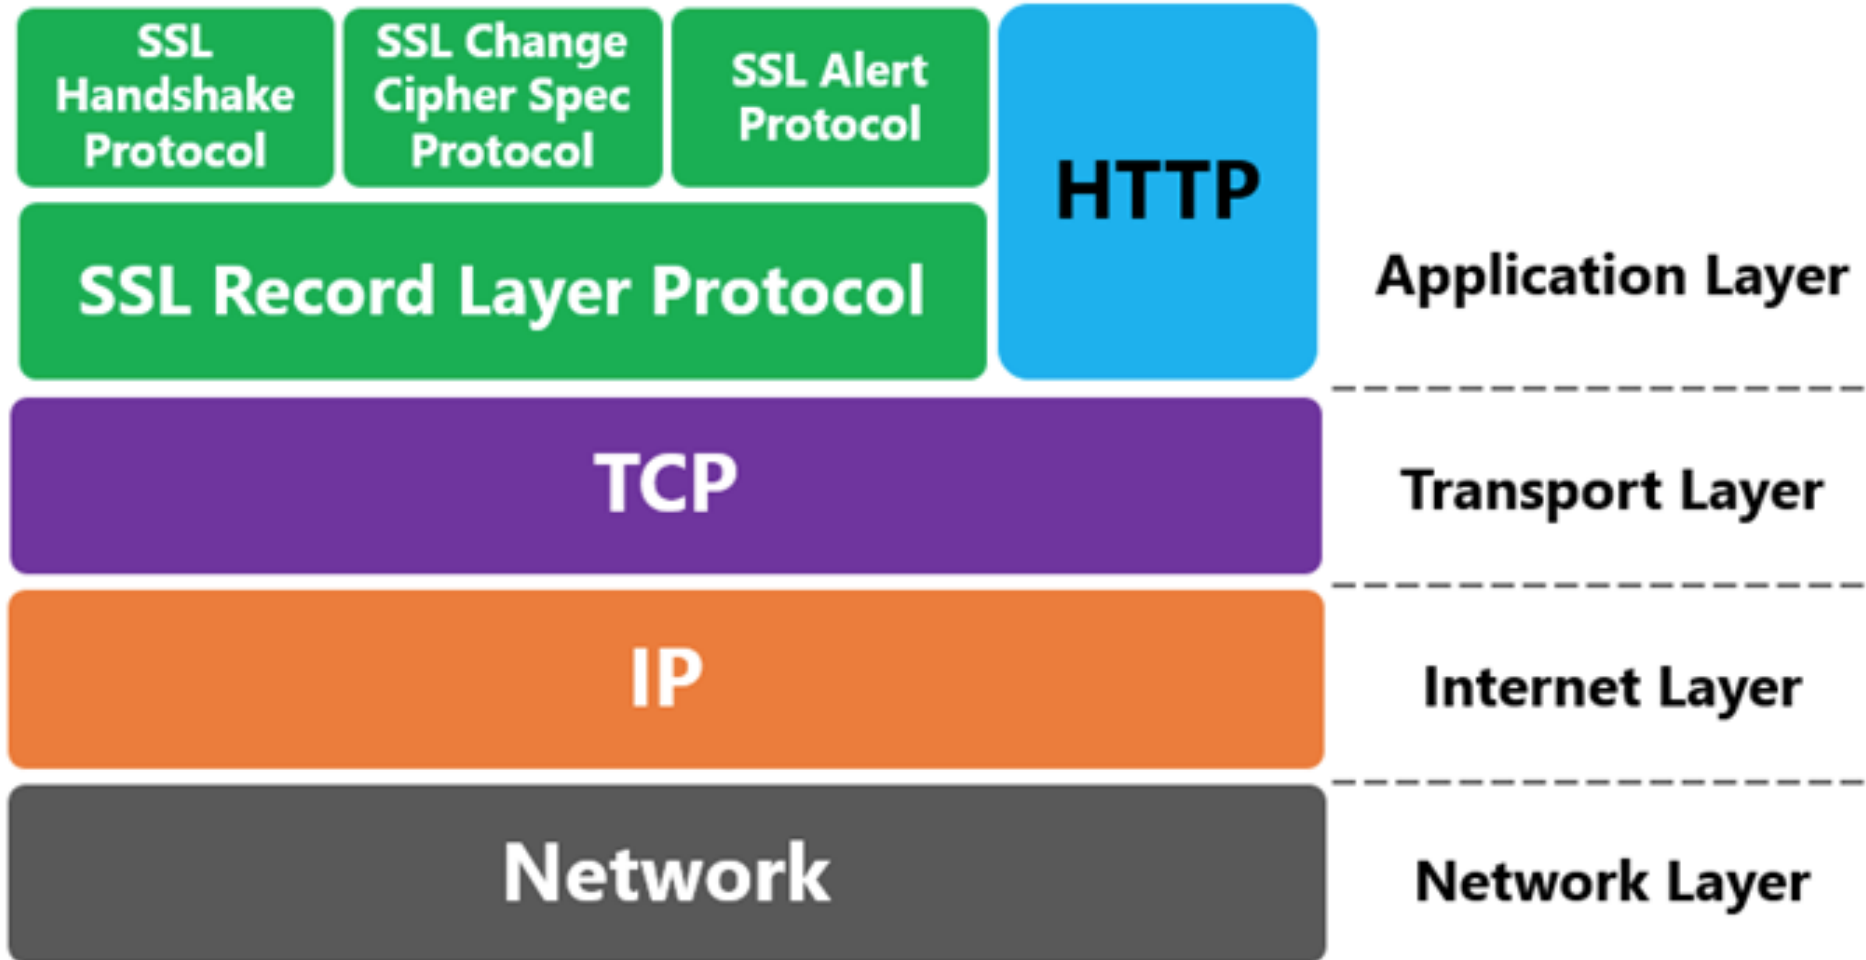 SSL
Handshake
Protocol
SSL Change
Cipher Spec
Protocol
SSL Alert
Protocol
HTTP
SSL Record Layer Protocol
Application Layer
TCP
Transport Layer
IP
Internet Layer
Network
Network Layer